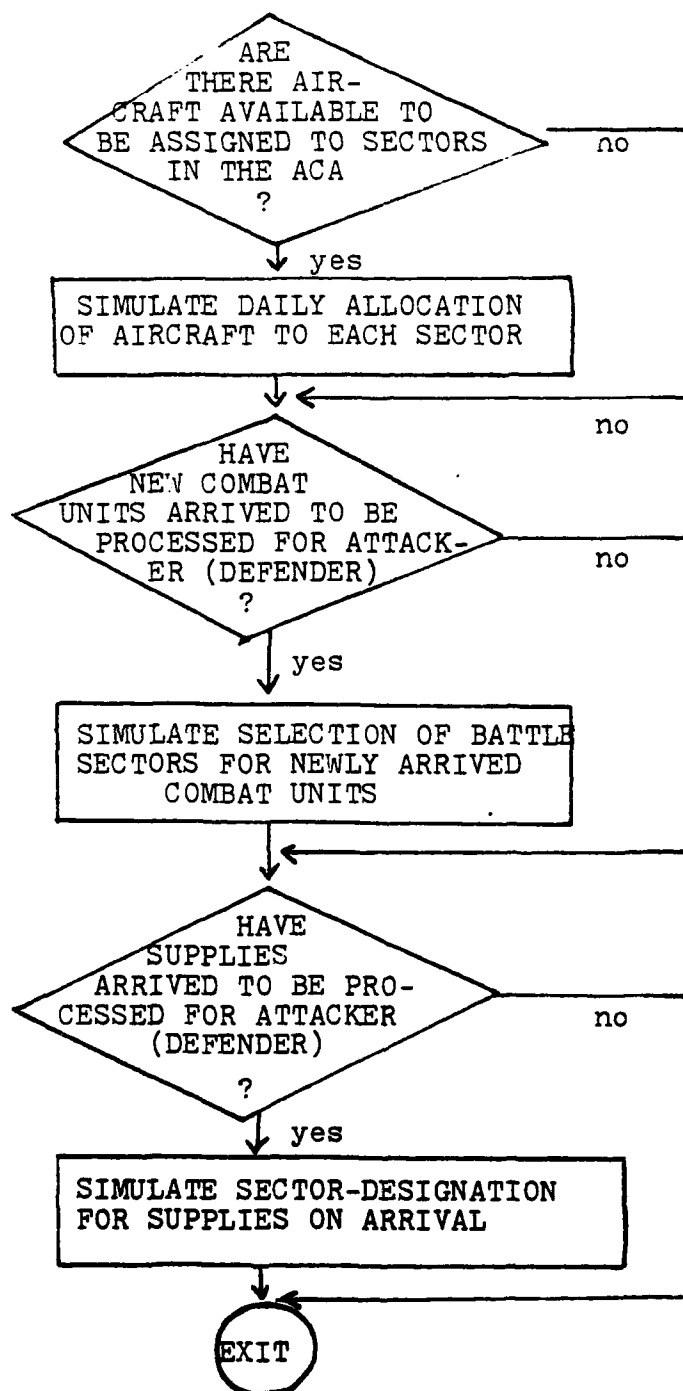 ARE
THERE AIR-
CRAFT AVAILABLE TO
BE ASSIGNED TO SECTORS
IN THE ACA
?
no
yes
SIMULATE DAILY ALLOCATION
OF AIRCRAFT TO EACH SECTOR
no
HAVE
NEW COMBAT
UNITS ARRIVED TO BE
PROCESSED FOR ATTACK-
ER (DEFENDER)
?
no
yes
SIMULATE SELECTION OF BATTLE
SECTORS FOR NEWLY ARRIVED
COMBAT UNITS
HAVE
SUPPLIES
ARRIVED TO BE PRO-
CESSED FOR ATTACKER
(DEFENDER)
?
no
yes
SIMULATE SECTOR-DESIGNATION
FOR SUPPLIES ON ARRIVAL
EXIT